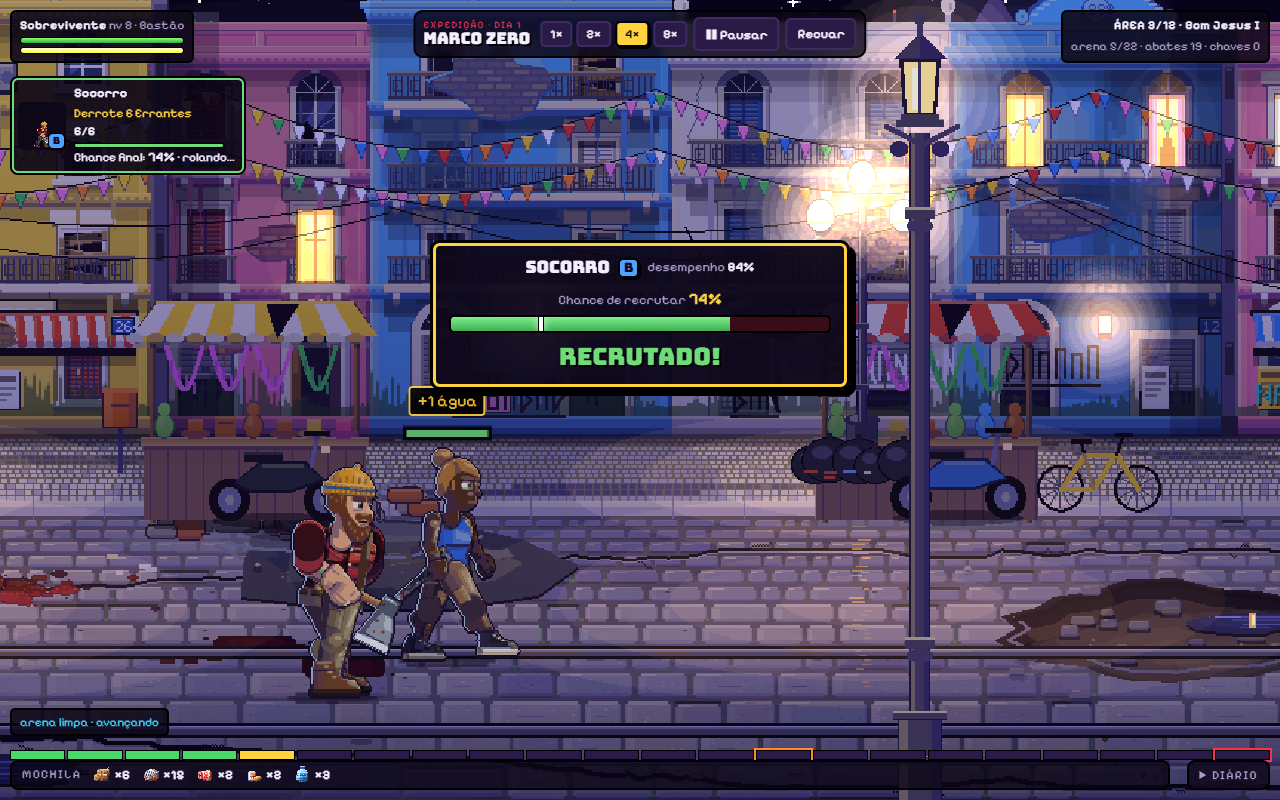 Sobrevivente nv 8 · Gastão
EXPEDIÇÃO · DIA 1
MARCO ZERO
1×
2×
4×
8×
Pausar
Recuar
ÁREA 3/12 · Bom Jesus I
arena 5/22 · abates 19 · chaves 0
Socorro
Derrote 6 Errantes
6/6
B
Chance final: 74% · rolando...
SOCORRO B desempenho 84%
Chance de recrutar 74%
RECRUTADO!
+1 água
26
12
arena limpa · avançando
MOCHILA ×6 ×18 ×8 ×8 ×9
DIÁRIO